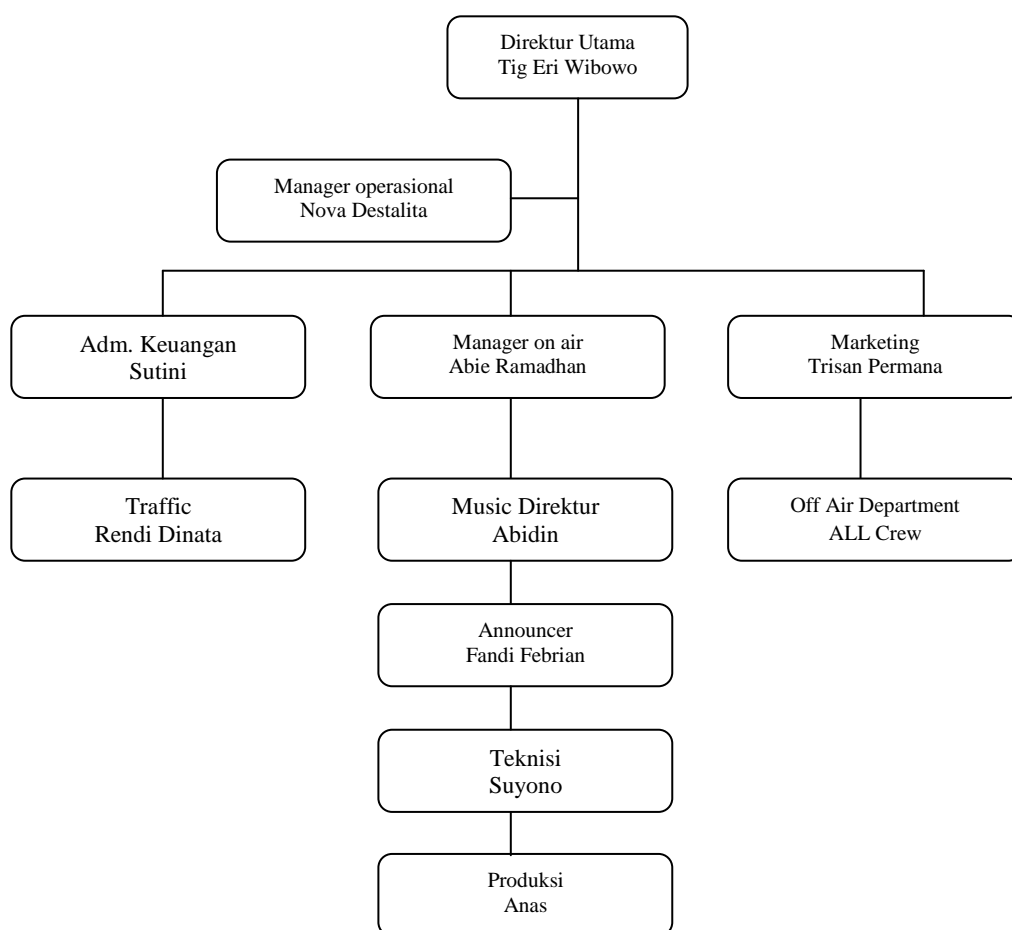 Direktur Utama
Tig Eri Wibowo
Manager operasional
Nova Destalita
Adm. Keuangan
Sutini
Manager on air
Abie Ramadhan
Marketing
Trisan Permana
Traffic
Rendi Dinata
Music Direktur
Abidin
Off Air Department
ALL Crew
Announcer
Fandi Febrian
Teknisi
Suyono
Produksi
Anas